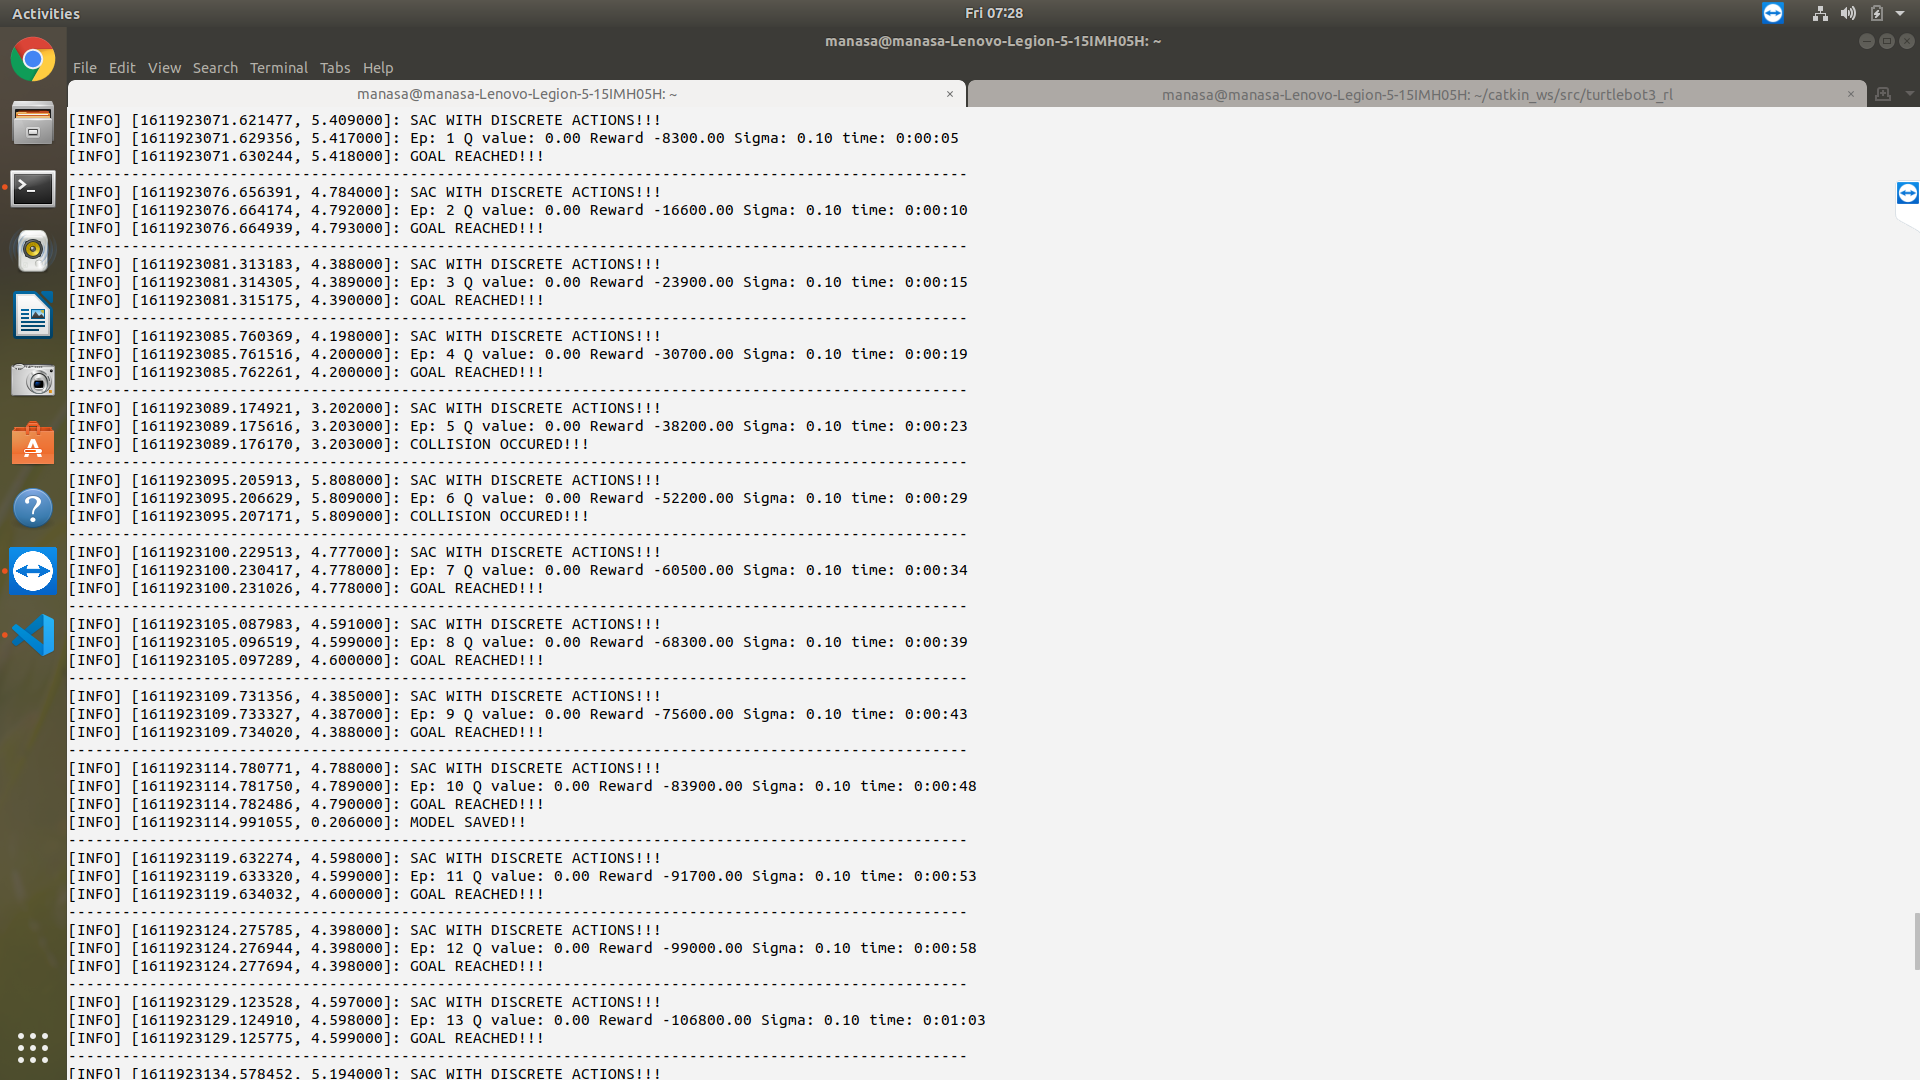 Activities
Fri 07:28
manasa@manasa-Lenovo-Legion-5-15IMH05H: ~
File Edit View Search Terminal Tabs Help
manasa@manasa-Lenovo-Legion-5-15IMH05H: ~ ×
manasa@manasa-Lenovo-Legion-5-15IMH05H: ~/catkin_ws/src/turtlebot3_rl ×
[INFO] [1611923071.621477, 5.409000]: SAC WITH DISCRETE ACTIONS!!!
[INFO] [1611923071.629356, 5.417000]: Ep: 1 Q value: 0.00 Reward -8300.00 Sigma: 0.10 time: 0:00:05
[INFO] [1611923071.630244, 5.418000]: GOAL REACHED!!!
----------------------------------------------------------------------------------------------------
[INFO] [1611923076.656391, 4.784000]: SAC WITH DISCRETE ACTIONS!!!
[INFO] [1611923076.664174, 4.792000]: Ep: 2 Q value: 0.00 Reward -16600.00 Sigma: 0.10 time: 0:00:10
[INFO] [1611923076.664939, 4.793000]: GOAL REACHED!!!
----------------------------------------------------------------------------------------------------
[INFO] [1611923081.313183, 4.388000]: SAC WITH DISCRETE ACTIONS!!!
[INFO] [1611923081.314305, 4.389000]: Ep: 3 Q value: 0.00 Reward -23900.00 Sigma: 0.10 time: 0:00:15
[INFO] [1611923081.315175, 4.390000]: GOAL REACHED!!!
----------------------------------------------------------------------------------------------------
[INFO] [1611923085.760369, 4.198000]: SAC WITH DISCRETE ACTIONS!!!
[INFO] [1611923085.761516, 4.200000]: Ep: 4 Q value: 0.00 Reward -30700.00 Sigma: 0.10 time: 0:00:19
[INFO] [1611923085.762261, 4.200000]: GOAL REACHED!!!
----------------------------------------------------------------------------------------------------
[INFO] [1611923089.174921, 3.202000]: SAC WITH DISCRETE ACTIONS!!!
[INFO] [1611923089.175616, 3.203000]: Ep: 5 Q value: 0.00 Reward -38200.00 Sigma: 0.10 time: 0:00:23
[INFO] [1611923089.176170, 3.203000]: COLLISION OCCURED!!!
----------------------------------------------------------------------------------------------------
[INFO] [1611923095.205913, 5.808000]: SAC WITH DISCRETE ACTIONS!!!
[INFO] [1611923095.206629, 5.809000]: Ep: 6 Q value: 0.00 Reward -52200.00 Sigma: 0.10 time: 0:00:29
[INFO] [1611923095.207171, 5.809000]: COLLISION OCCURED!!!
----------------------------------------------------------------------------------------------------
[INFO] [1611923100.229513, 4.777000]: SAC WITH DISCRETE ACTIONS!!!
[INFO] [1611923100.230417, 4.778000]: Ep: 7 Q value: 0.00 Reward -60500.00 Sigma: 0.10 time: 0:00:34
[INFO] [1611923100.231026, 4.778000]: GOAL REACHED!!!
----------------------------------------------------------------------------------------------------
[INFO] [1611923105.087983, 4.591000]: SAC WITH DISCRETE ACTIONS!!!
[INFO] [1611923105.096519, 4.599000]: Ep: 8 Q value: 0.00 Reward -68300.00 Sigma: 0.10 time: 0:00:39
[INFO] [1611923105.097289, 4.600000]: GOAL REACHED!!!
----------------------------------------------------------------------------------------------------
[INFO] [1611923109.731356, 4.385000]: SAC WITH DISCRETE ACTIONS!!!
[INFO] [1611923109.733327, 4.387000]: Ep: 9 Q value: 0.00 Reward -75600.00 Sigma: 0.10 time: 0:00:43
[INFO] [1611923109.734020, 4.388000]: GOAL REACHED!!!
----------------------------------------------------------------------------------------------------
[INFO] [1611923114.780771, 4.788000]: SAC WITH DISCRETE ACTIONS!!!
[INFO] [1611923114.781750, 4.789000]: Ep: 10 Q value: 0.00 Reward -83900.00 Sigma: 0.10 time: 0:00:48
[INFO] [1611923114.782486, 4.790000]: GOAL REACHED!!!
[INFO] [1611923114.991055, 0.206000]: MODEL SAVED!!
----------------------------------------------------------------------------------------------------
[INFO] [1611923119.632274, 4.598000]: SAC WITH DISCRETE ACTIONS!!!
[INFO] [1611923119.633320, 4.599000]: Ep: 11 Q value: 0.00 Reward -91700.00 Sigma: 0.10 time: 0:00:53
[INFO] [1611923119.634032, 4.600000]: GOAL REACHED!!!
----------------------------------------------------------------------------------------------------
[INFO] [1611923124.275785, 4.398000]: SAC WITH DISCRETE ACTIONS!!!
[INFO] [1611923124.276944, 4.398000]: Ep: 12 Q value: 0.00 Reward -99000.00 Sigma: 0.10 time: 0:00:58
[INFO] [1611923124.277694, 4.398000]: GOAL REACHED!!!
----------------------------------------------------------------------------------------------------
[INFO] [1611923129.123528, 4.597000]: SAC WITH DISCRETE ACTIONS!!!
[INFO] [1611923129.124910, 4.598000]: Ep: 13 Q value: 0.00 Reward -106800.00 Sigma: 0.10 time: 0:01:03
[INFO] [1611923129.125775, 4.599000]: GOAL REACHED!!!
----------------------------------------------------------------------------------------------------
[INFO] [1611923134.578452, 5.194000]: SAC WITH DISCRETE ACTIONS!!!